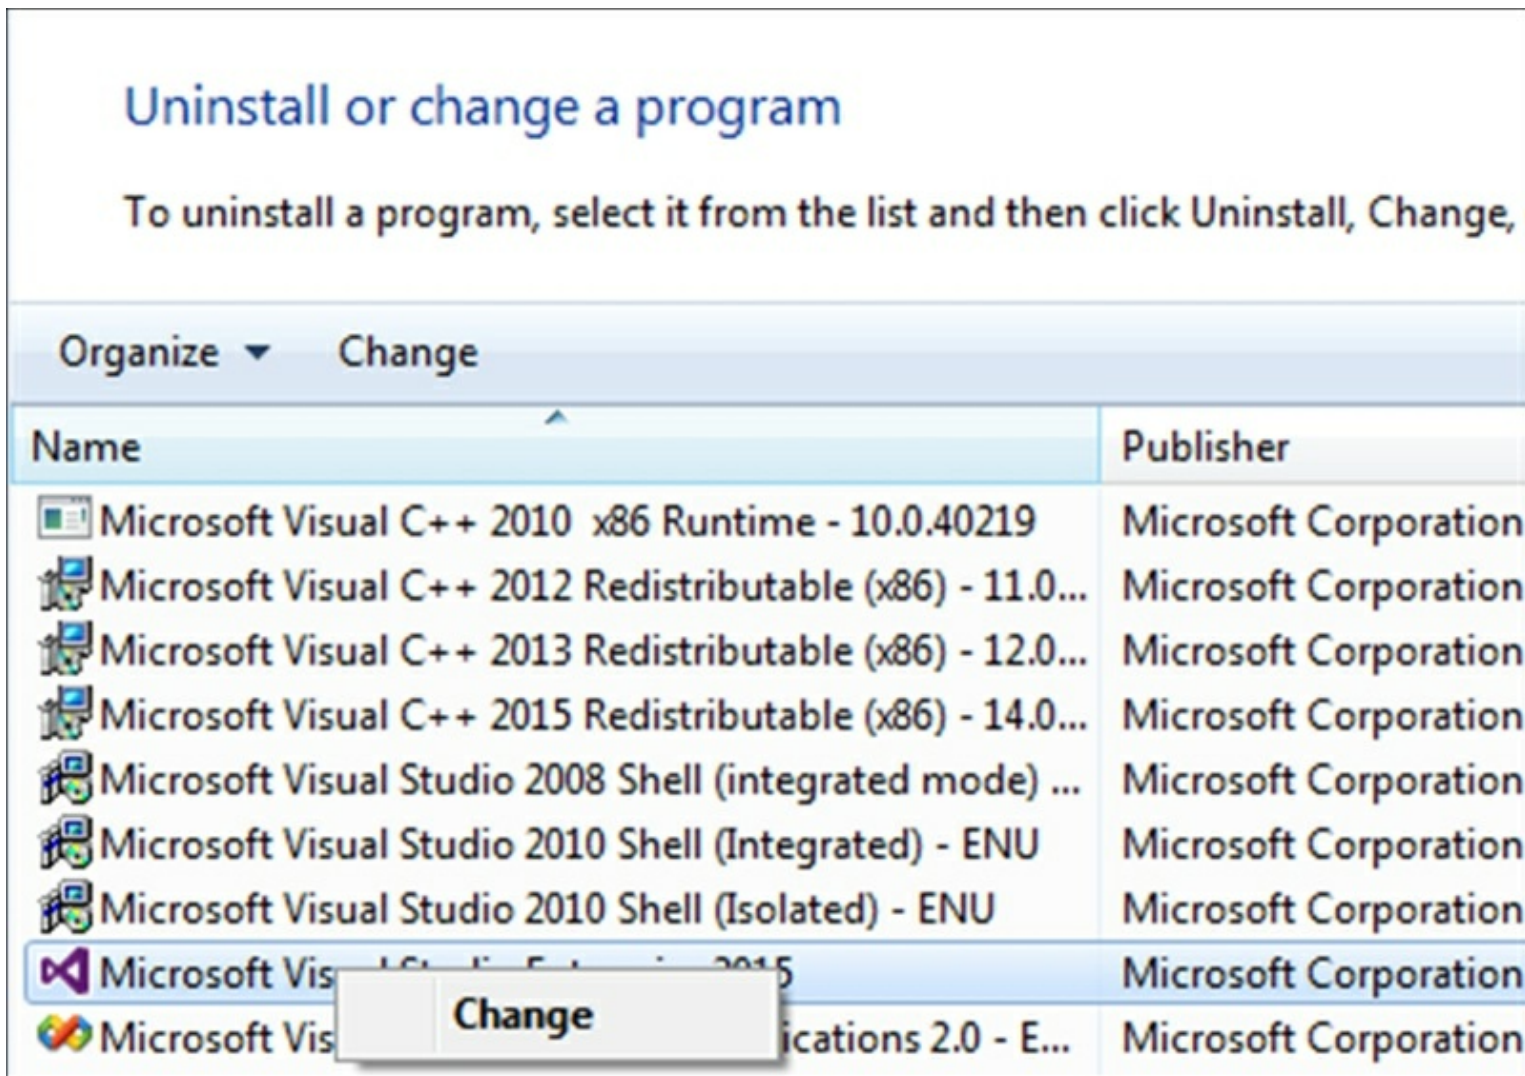 Uninstall or change a program
To uninstall a program, select it from the list and then click Uninstall, Change,
Organize Change
Name Publisher
Microsoft Visual C++ 2010 x86 Runtime - 10.0.40219 Microsoft Corporation
Microsoft Visual C++ 2012 Redistributable (x86) - 11.0... Microsoft Corporation
Microsoft Visual C++ 2013 Redistributable (x86) - 12.0... Microsoft Corporation
Microsoft Visual C++ 2015 Redistributable (x86) - 14.0... Microsoft Corporation
Microsoft Visual Studio 2008 Shell (integrated mode) ... Microsoft Corporation
Microsoft Visual Studio 2010 Shell (Integrated) - ENU Microsoft Corporation
Microsoft Visual Studio 2010 Shell (Isolated) - ENU Microsoft Corporation
Microsoft Vis 2015 Microsoft Corporation
Change
Microsoft Vis ications 2.0 - E... Microsoft Corporation